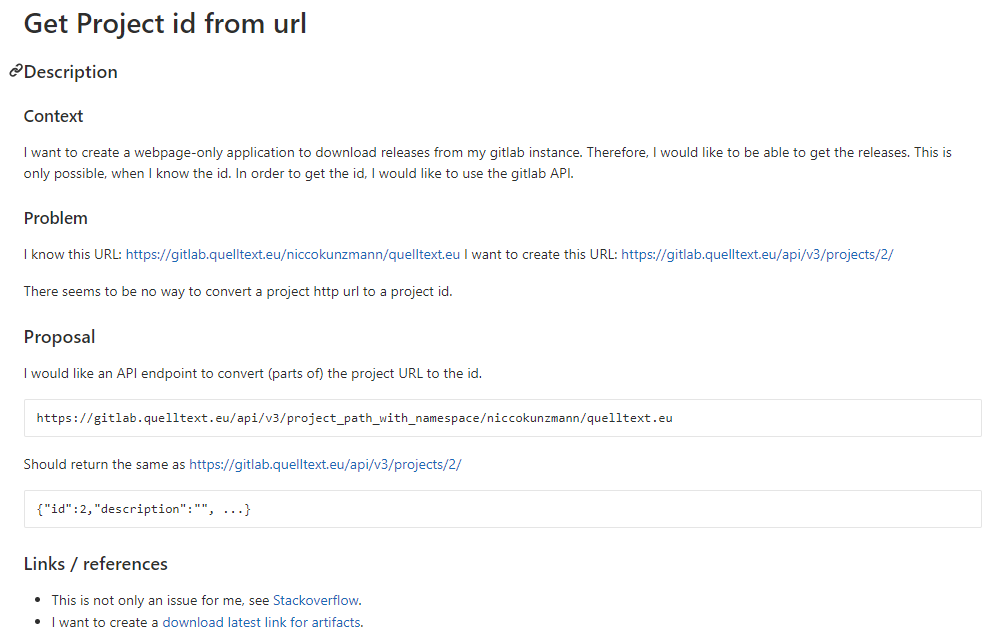 Get Project id from url
Description
Context
I want to create a webpage-only application to download releases from my gitlab instance. Therefore, I would like to be able to get the releases. This is
only possible, when I know the id. In order to get the id, I would like to use the gitlab API.
Problem
I know this URL: https://gitlab.quelltext.eu/niccokunzmann/quelltext.eu I want to create this URL: https://gitlab.quelltext.eu/api/v3/projects/2/
There seems to be no way to convert a project http url to a project id.
Proposal
I would like an API endpoint to convert (parts of) the project URL to the id.
https://gitlab.quelltext.eu/api/v3/project_path_with_namespace/niccokunzmann/quelltext.eu
Should return the same as https://gitlab.quelltext.eu/api/v3/projects/2/
{"id":2,"description":"", ...}
Links / references
• This is not only an issue for me, see Stackoverflow.
• I want to create a download latest link for artifacts.